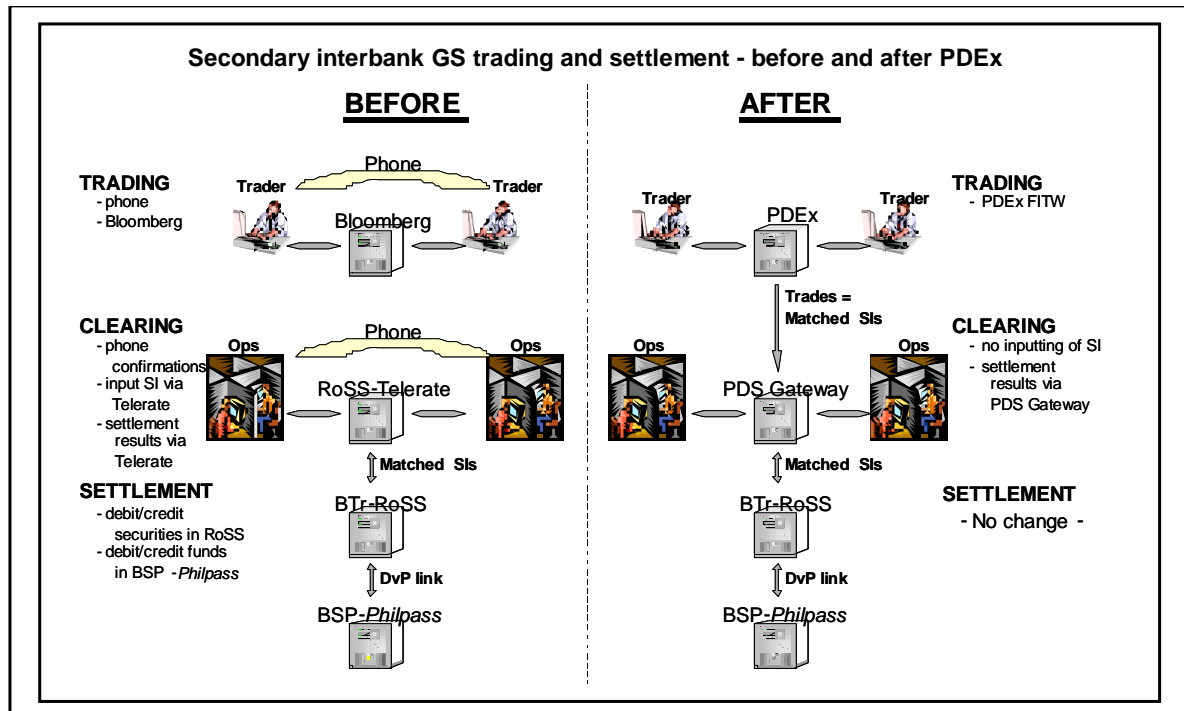 Secondary interbank GS trading and settlement - before and after PDEx
BEFORE
TRADING
- phone
- Bloomberg
Phone
Trader
Trader
Bloomberg
CLEARING
- phone
confirmations
- input SI via
Telerate
- settlement
results via
Telerate
Phone
Ops
Ops
RoSS-Telerate
Matched SIs
SETTLEMENT
- debit/credit
securities in RoSS
- debit/credit funds
in BSP - Philpass
BTr-RoSS
DvP link
BSP-Philpass
AFTER
Trader
Trader
PDEx
TRADING
- PDEx FITW
Trades =
Matched SIs
Ops
Ops
PDS Gateway
CLEARING
- no inputting of SI
- settlement
results via
PDS Gateway
Matched SIs
BTr-RoSS
SETTLEMENT
- No change -
DvP link
BSP-Philpass